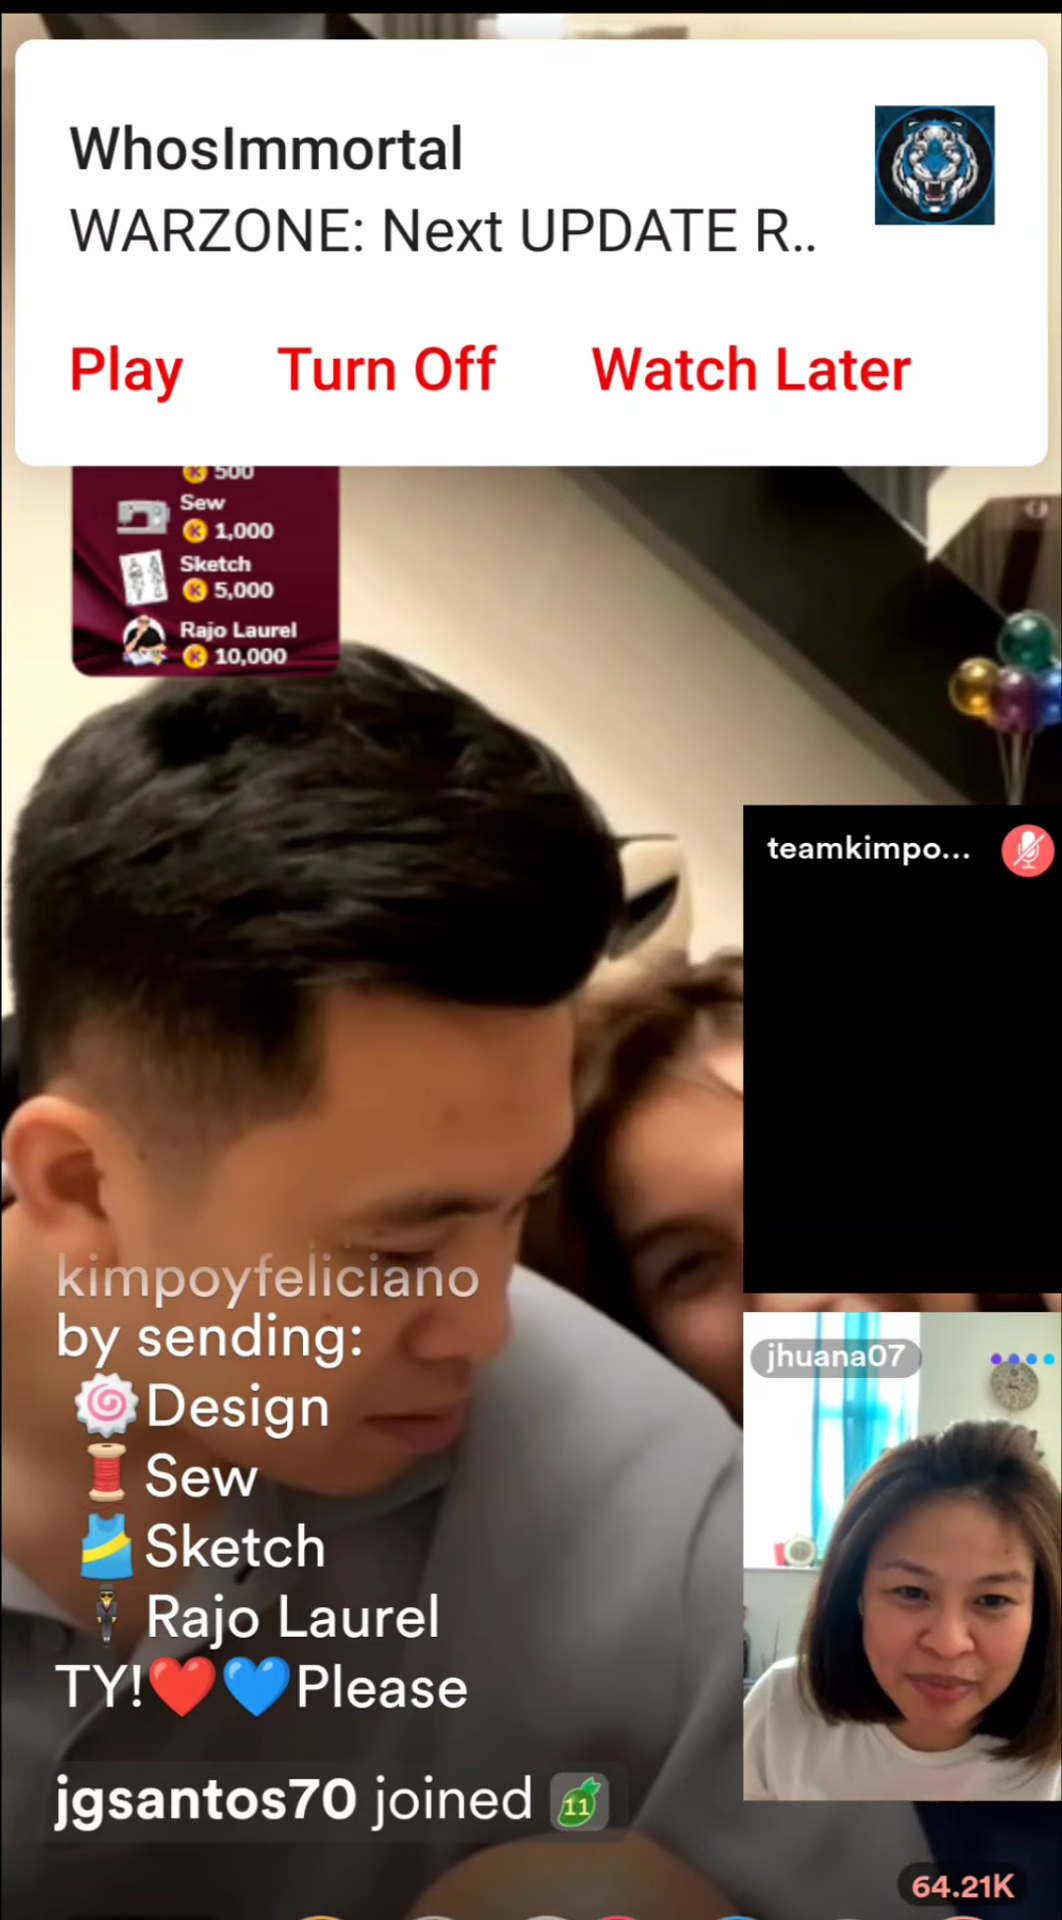 WhosImmortal
WARZONE: Next UPDATE R..
Play Turn Off Watch Later
500
Sew
1,000
Sketch
5,000
Rajo Laurel
10,000
teamkimpo...
kimpoyfeliciano
by sending:
🍥Design
🧵Sew
🎽Sketch
🕴Rajo Laurel
TY!❤️💙Please
jhuana07
jgsantos70 joined 11
64.21K